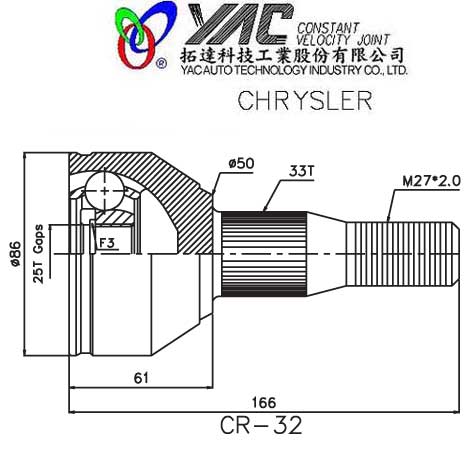 YAC CONSTANT
VELOCITY JOINT
拓達科技工業股份有限公司
YAC AUTO TECHNOLOGY INDUSTRY CO., LTD.
CHRYSLER
ø50
33T
M27*2.0
ø86
25T Gaps
F3
61
166
CR-32